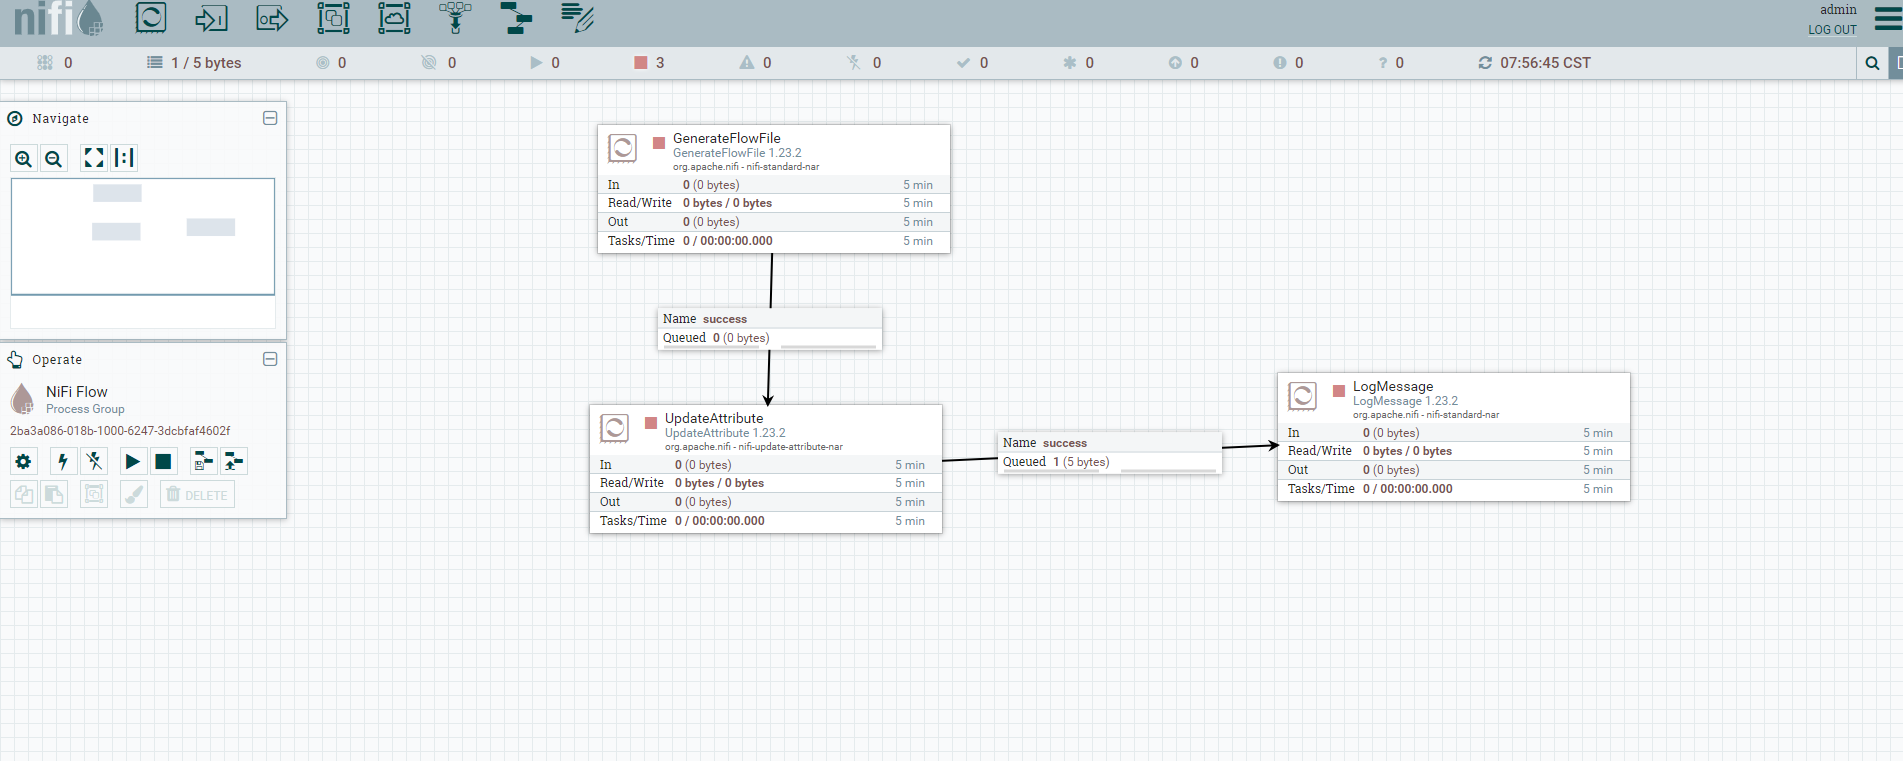 nifi
admin
LOG OUT
0 1 / 5 bytes 0 0 0 3 0 0 0 0 0 0 0 07:56:45 CST
Navigate
Operate
NiFi Flow
Process Group
2ba3a086-018b-1000-6247-3dcbfaf4602f
DELETE
GenerateFlowFile
GenerateFlowFile 1.23.2
org.apache.nifi - nifi-standard-nar
In 0 (0 bytes) 5 min
Read/Write 0 bytes / 0 bytes 5 min
Out 0 (0 bytes) 5 min
Tasks/Time 0 / 00:00:00.000 5 min
Name success
Queued 0 (0 bytes)
UpdateAttribute
UpdateAttribute 1.23.2
org.apache.nifi - nifi-update-attribute-nar
In 0 (0 bytes) 5 min
Read/Write 0 bytes / 0 bytes 5 min
Out 0 (0 bytes) 5 min
Tasks/Time 0 / 00:00:00.000 5 min
Name success
Queued 1 (5 bytes)
LogMessage
LogMessage 1.23.2
org.apache.nifi - nifi-standard-nar
In 0 (0 bytes) 5 min
Read/Write 0 bytes / 0 bytes 5 min
Out 0 (0 bytes) 5 min
Tasks/Time 0 / 00:00:00.000 5 min